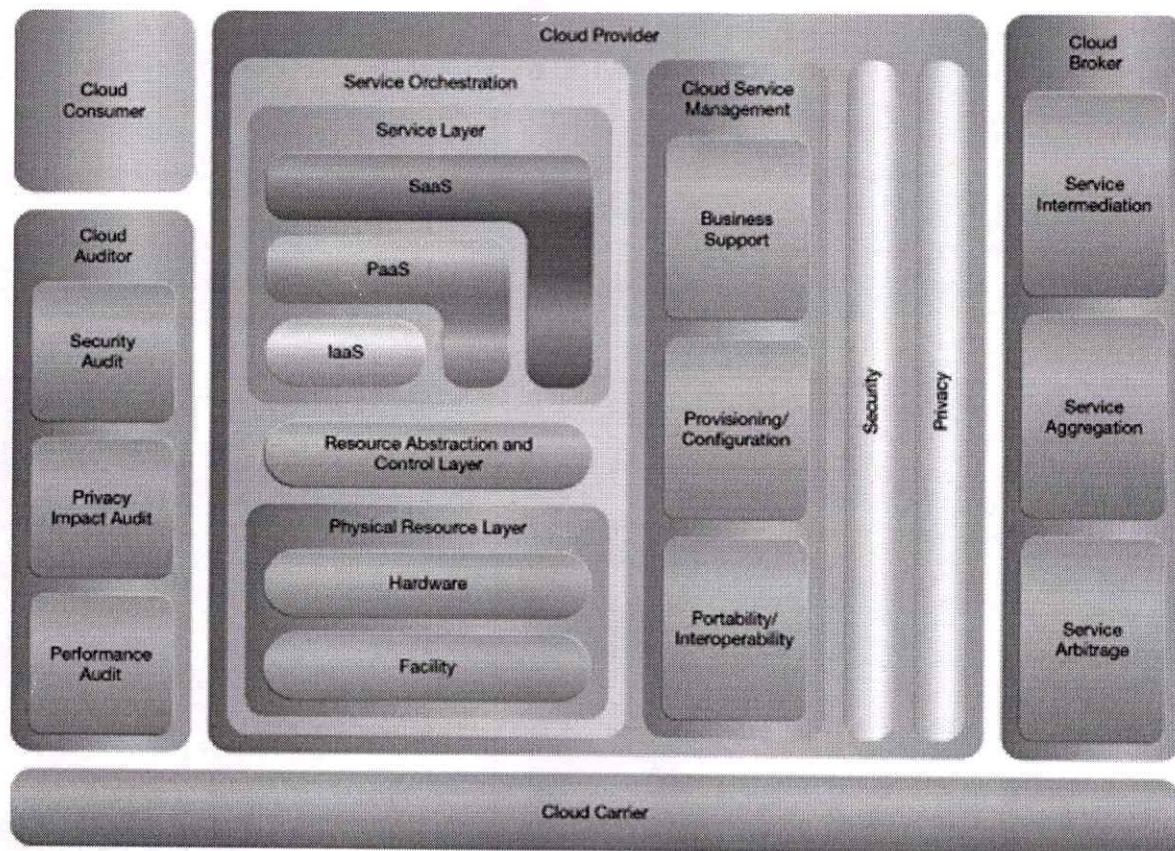 Cloud
Consumer
Cloud
Auditor
Security
Audit
Privacy
Impact Audit
Performance
Audit
Cloud Provider
Service Orchestration
Service Layer
SaaS
PaaS
IaaS
Resource Abstraction and
Control Layer
Physical Resource Layer
Hardware
Facility
Cloud Service
Management
Business
Support
Provisioning/
Configuration
Portability/
Interoperability
Security
Privacy
Cloud
Broker
Service
Intermediation
Service
Aggregation
Service
Arbitrage
Cloud Carrier